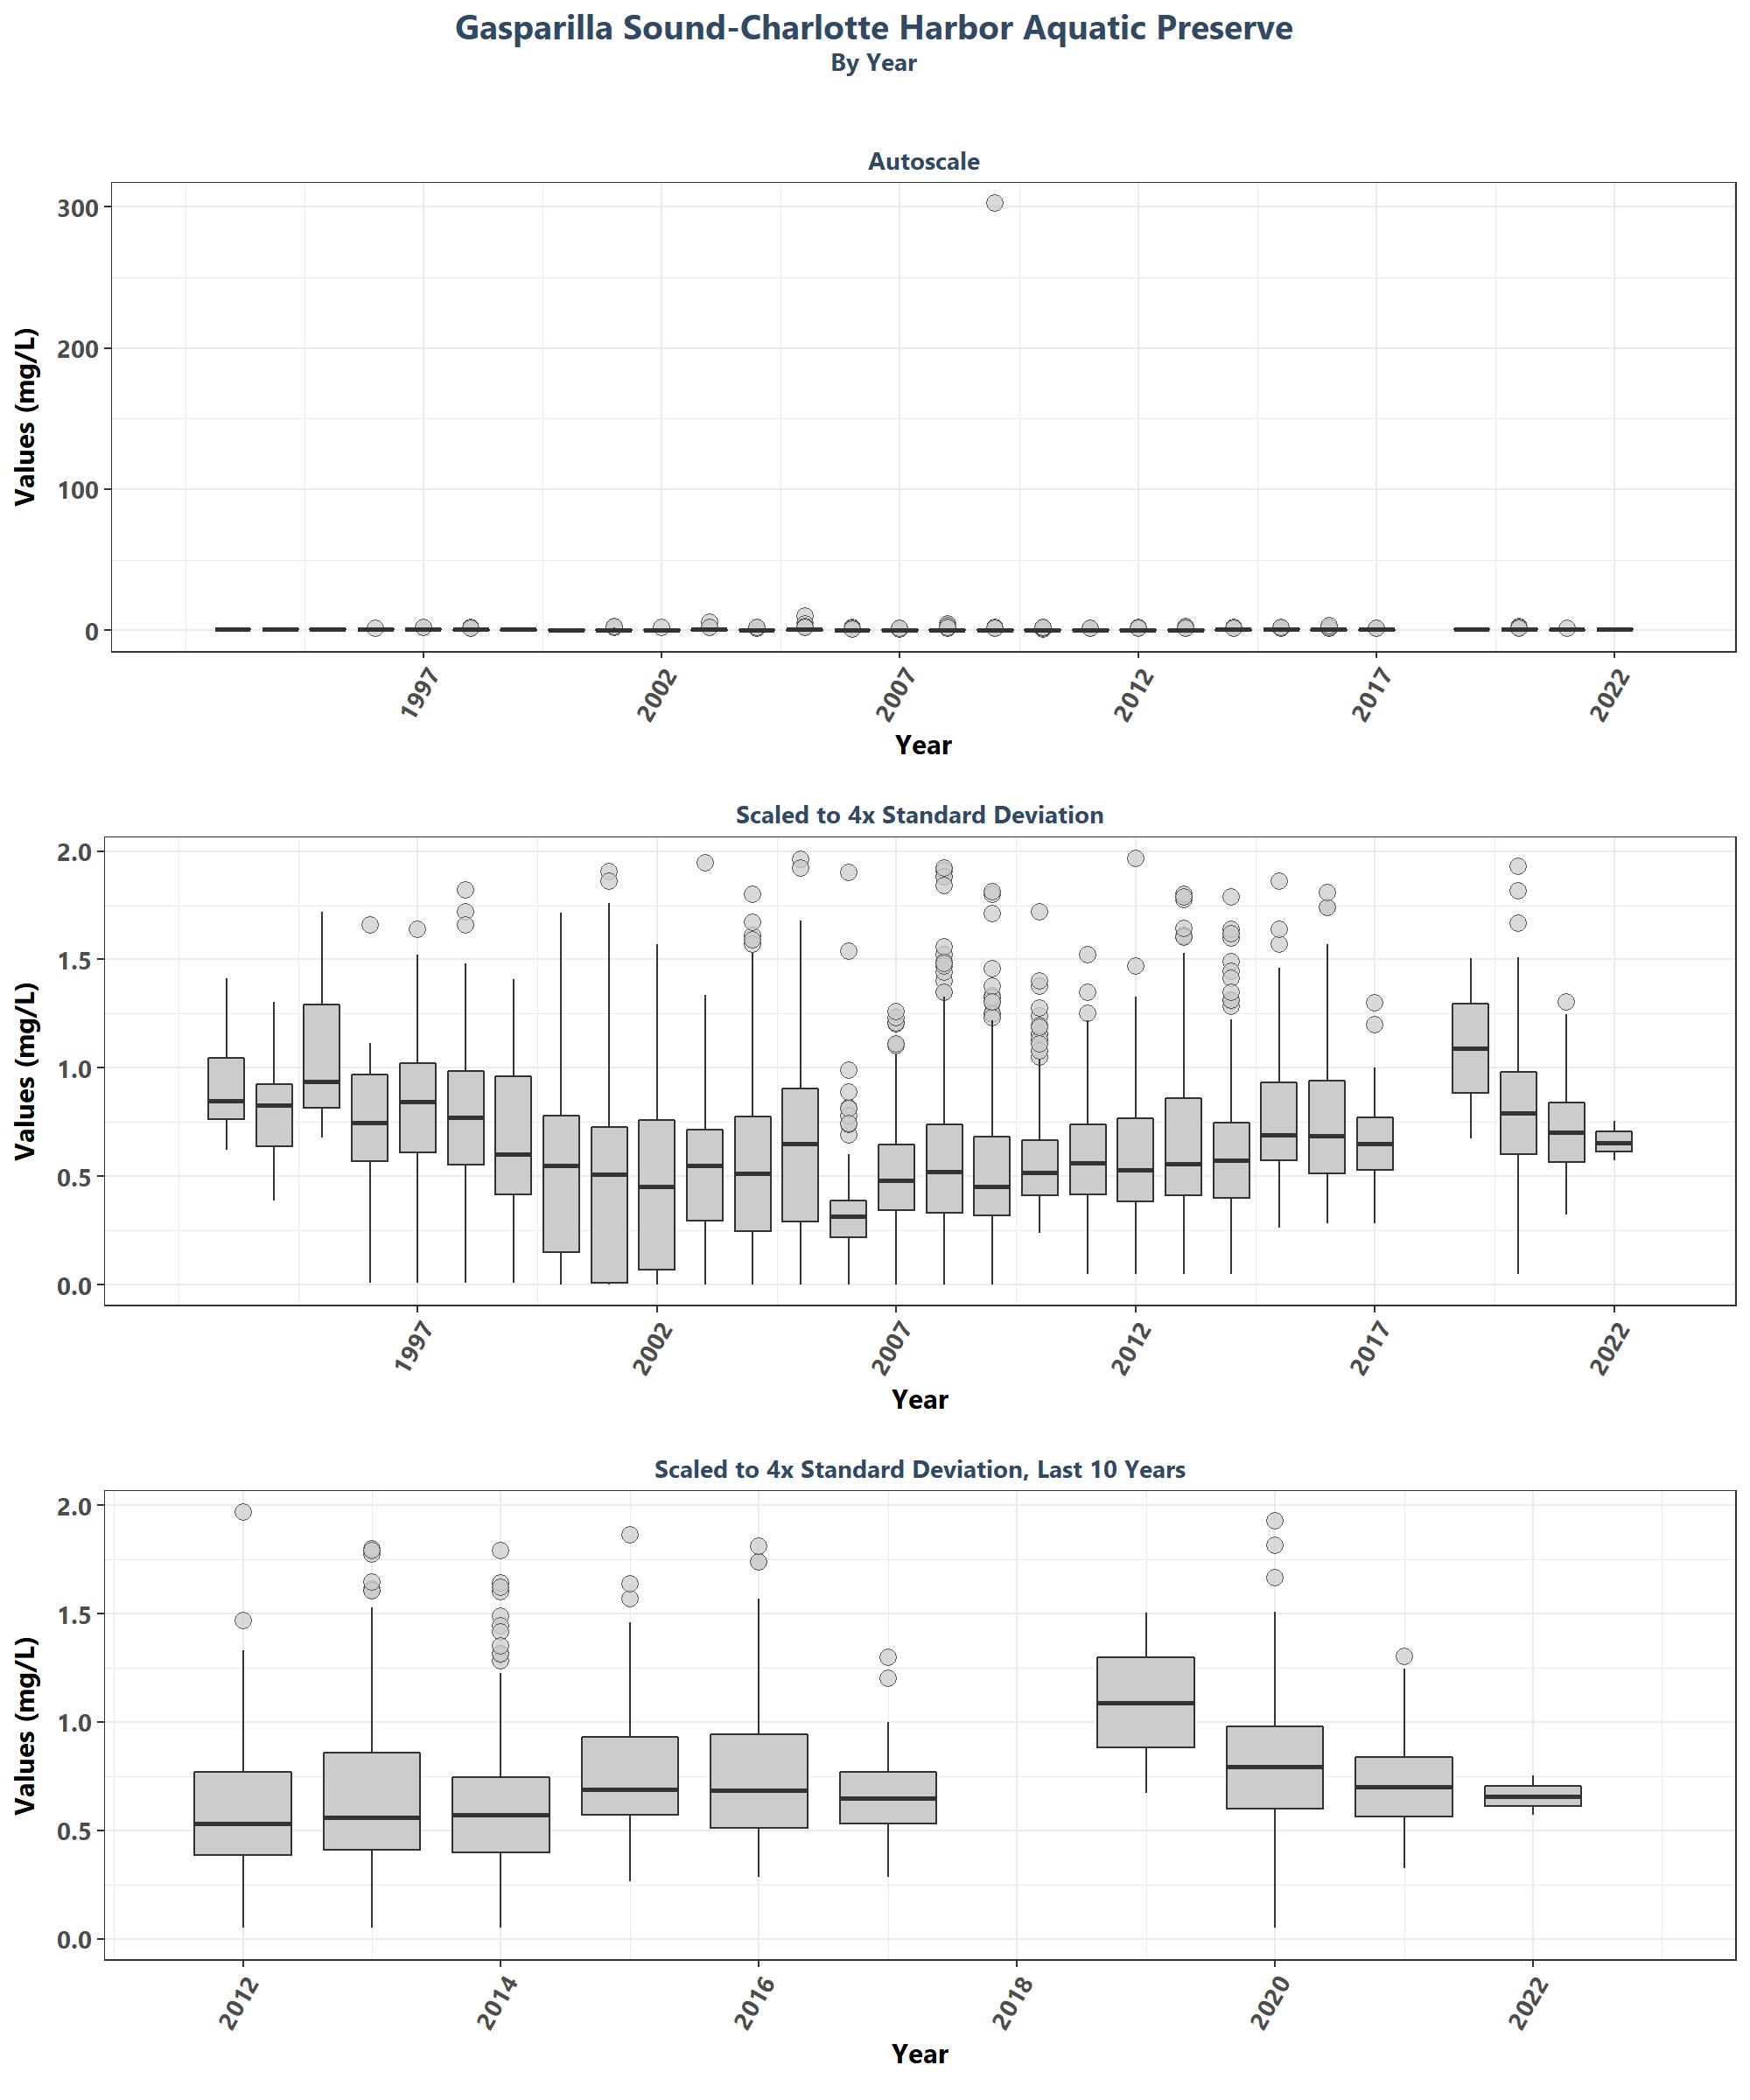 Gasparilla Sound-Charlotte Harbor Aquatic Preserve
By Year
Autoscale
Values (mg/L)
300
200
100
0
1997
2002
2007
2012
2017
2022
Year
Scaled to 4x Standard Deviation
Values (mg/L)
2.0
1.5
1.0
0.5
0.0
1997
2002
2007
2012
2017
2022
Year
Scaled to 4x Standard Deviation, Last 10 Years
Values (mg/L)
2.0
1.5
1.0
0.5
0.0
2012
2014
2016
2018
2020
2022
Year